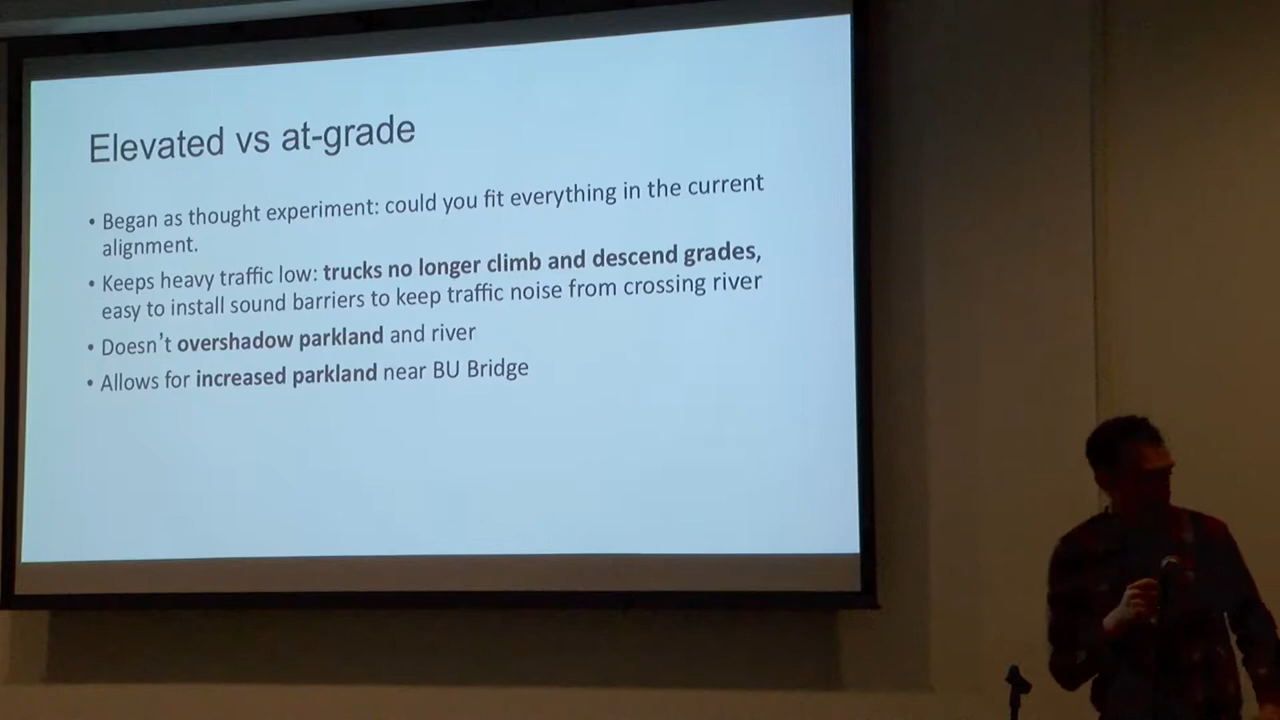 Elevated vs at-grade
• Began as thought experiment: could you fit everything in the current
alignment.
• Keeps heavy traffic low: trucks no longer climb and descend grades,
easy to install sound barriers to keep traffic noise from crossing river
• Doesn't overshadow parkland and river
• Allows for increased parkland near BU Bridge